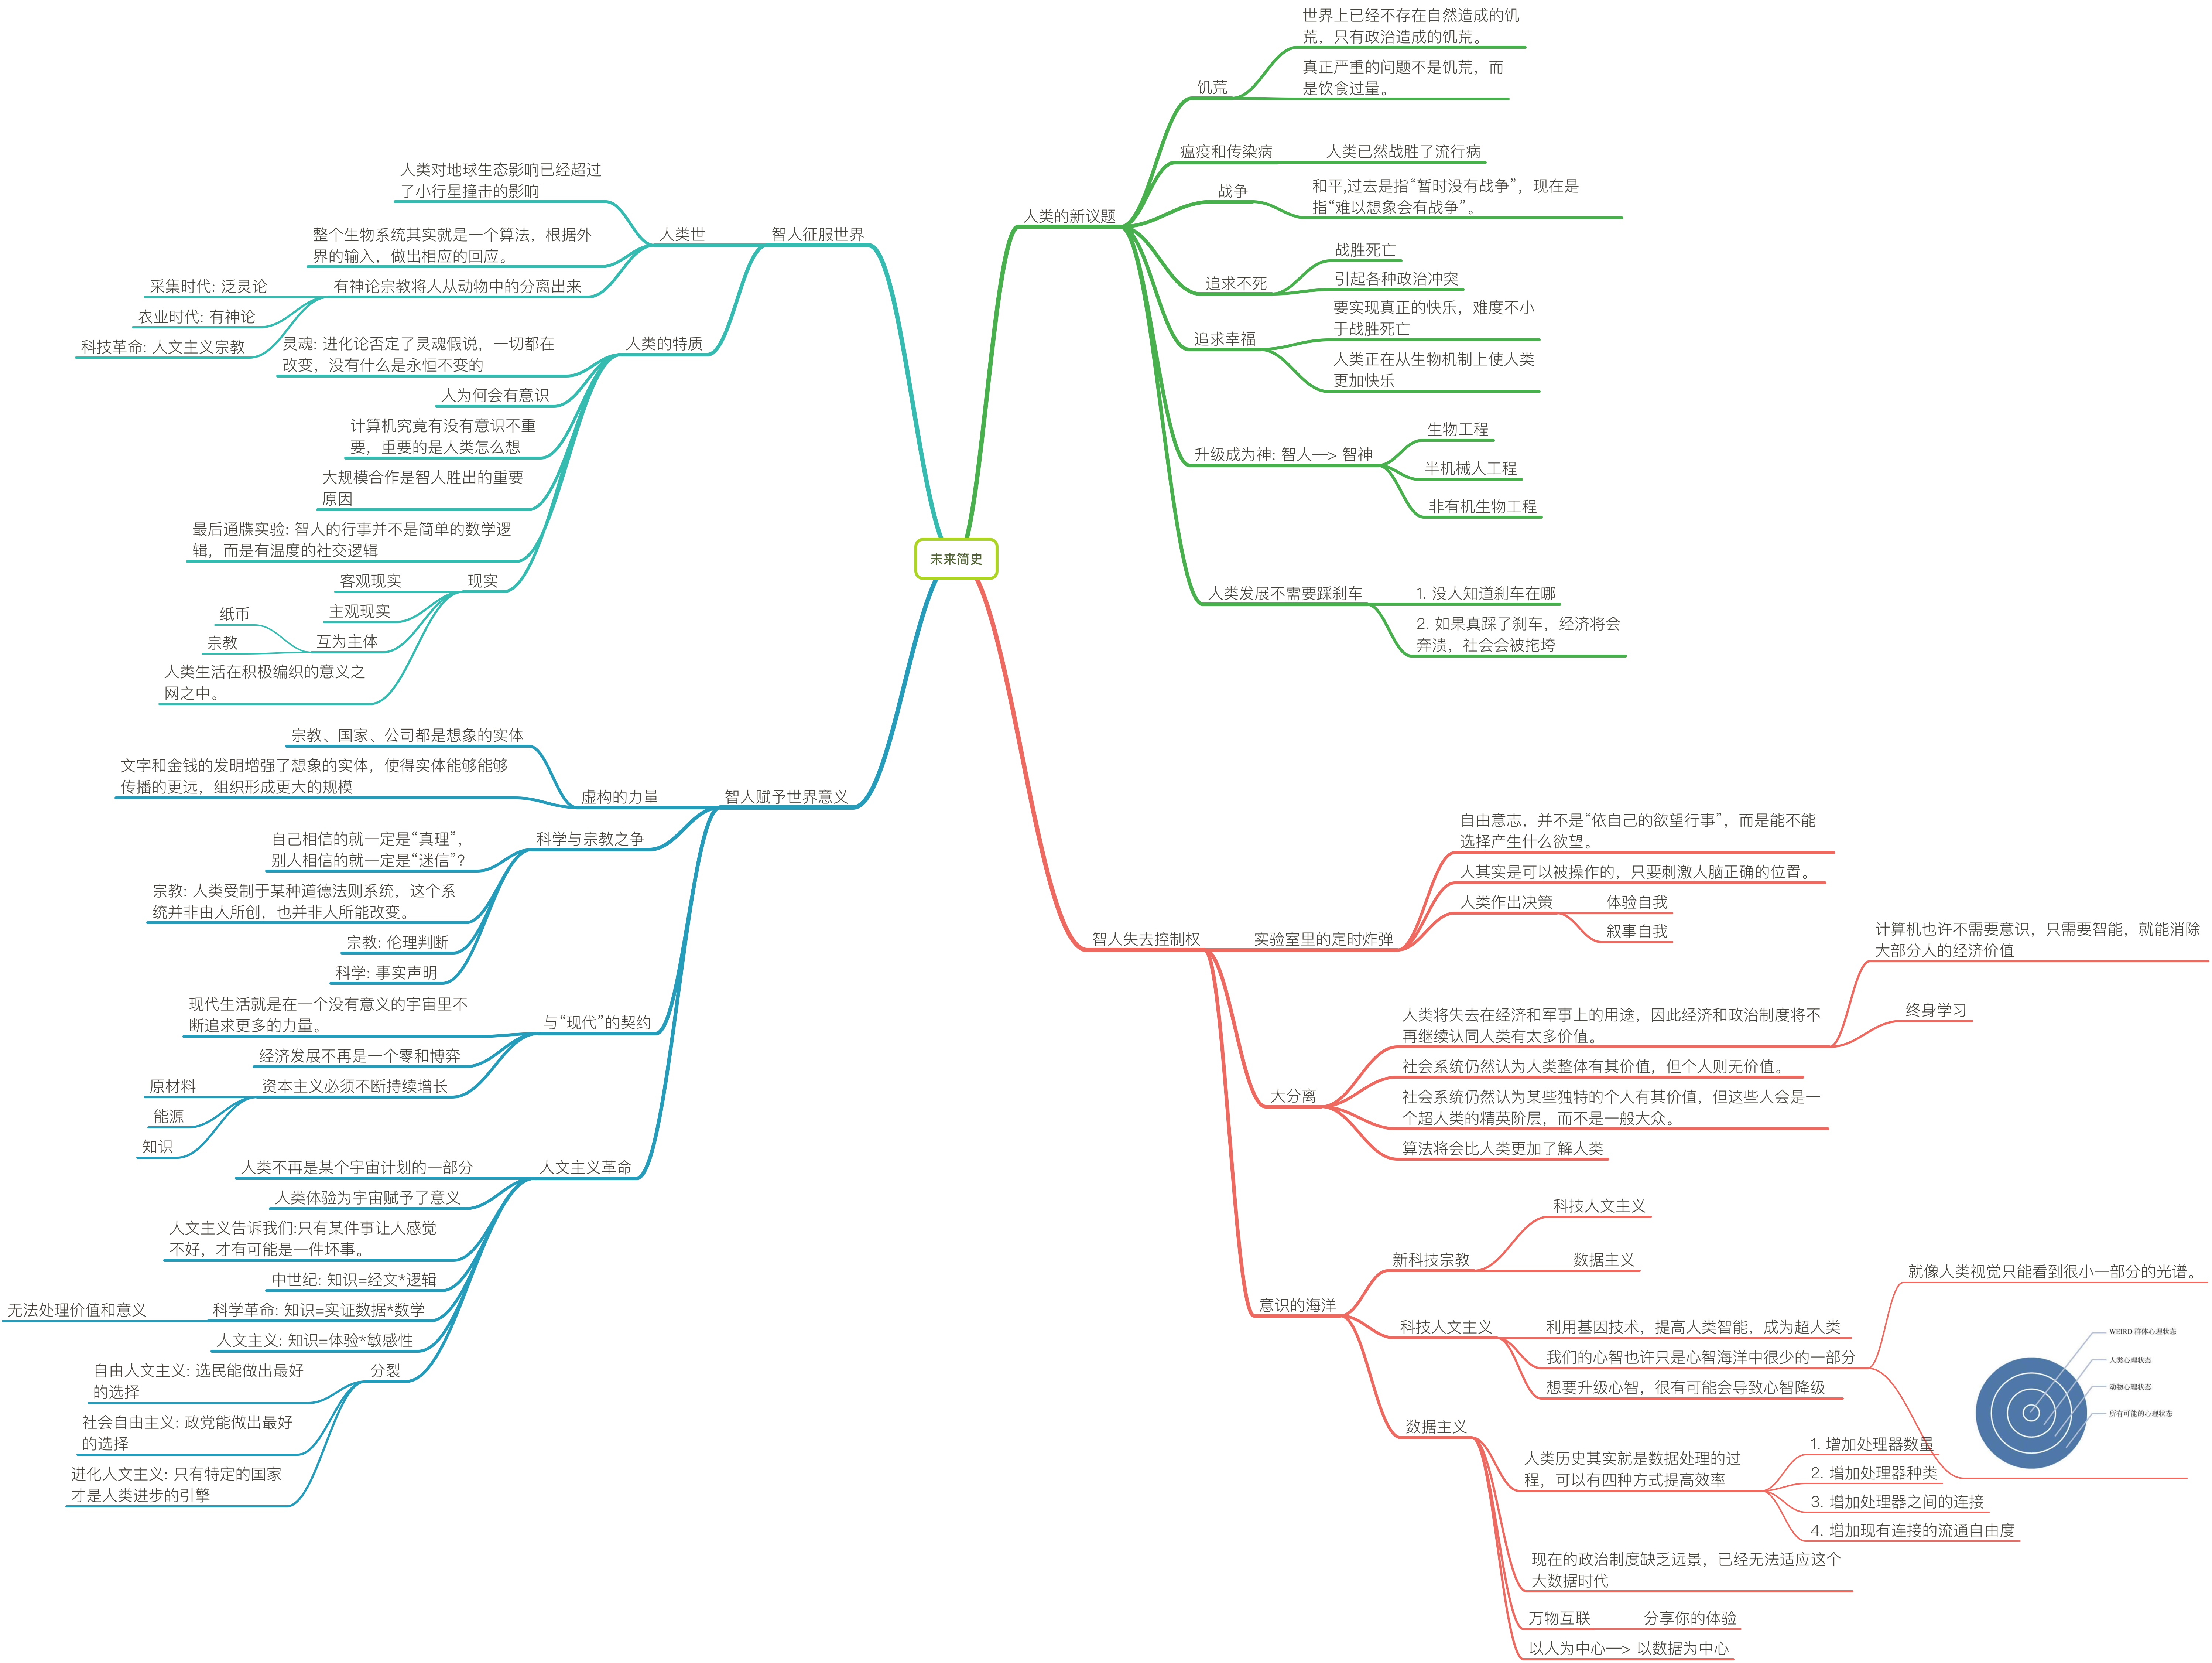 未来简史
人类的新议题
饥荒
世界上已经不存在自然造成的饥
荒，只有政治造成的饥荒。
真正严重的问题不是饥荒，而
是饮食过量。
瘟疫和传染病
人类已然战胜了流行病
战争
和平,过去是指“暂时没有战争”，现在是
指“难以想象会有战争”。
追求不死
战胜死亡
引起各种政治冲突
追求幸福
要实现真正的快乐，难度不小
于战胜死亡
人类正在从生物机制上使人类
更加快乐
升级成为神: 智人—> 智神
生物工程
半机械人工程
非有机生物工程
人类发展不需要踩刹车
1. 没人知道刹车在哪
2. 如果真踩了刹车，经济将会
奔溃，社会会被拖垮
智人征服世界
人类世
人类对地球生态影响已经超过
了小行星撞击的影响
整个生物系统其实就是一个算法，根据外
界的输入，做出相应的回应。
有神论宗教将人从动物中的分离出来
采集时代: 泛灵论
农业时代: 有神论
科技革命: 人文主义宗教
人类的特质
灵魂: 进化论否定了灵魂假说，一切都在
改变，没有什么是永恒不变的
人为何会有意识
计算机究竟有没有意识不重
要，重要的是人类怎么想
大规模合作是智人胜出的重要
原因
最后通牒实验: 智人的行事并不是简单的数学逻
辑，而是有温度的社交逻辑
现实
客观现实
主观现实
互为主体
纸币
宗教
人类生活在积极编织的意义之
网之中。
智人赋予世界意义
虚构的力量
宗教、国家、公司都是想象的实体
文字和金钱的发明增强了想象的实体，使得实体能够能够
传播的更远，组织形成更大的规模
科学与宗教之争
自己相信的就一定是“真理”，
别人相信的就一定是“迷信”?
宗教: 人类受制于某种道德法则系统，这个系
统并非由人所创，也并非人所能改变。
宗教: 伦理判断
科学: 事实声明
与“现代”的契约
现代生活就是在一个没有意义的宇宙里不
断追求更多的力量。
经济发展不再是一个零和博弈
资本主义必须不断持续增长
原材料
能源
知识
人文主义革命
人类不再是某个宇宙计划的一部分
人类体验为宇宙赋予了意义
人文主义告诉我们:只有某件事让人感觉
不好，才有可能是一件坏事。
中世纪: 知识=经文*逻辑
科学革命: 知识=实证数据*数学
无法处理价值和意义
人文主义: 知识=体验*敏感性
分裂
自由人文主义: 选民能做出最好
的选择
社会自由主义: 政党能做出最好
的选择
进化人文主义: 只有特定的国家
才是人类进步的引擎
智人失去控制权
实验室里的定时炸弹
自由意志，并不是“依自己的欲望行事”，而是能不能
选择产生什么欲望。
人其实是可以被操作的，只要刺激人脑正确的位置。
人类作出决策
体验自我
叙事自我
大分离
人类将失去在经济和军事上的用途，因此经济和政治制度将不
再继续认同人类有太多价值。
计算机也许不需要意识，只需要智能，就能消除
大部分人的经济价值
终身学习
社会系统仍然认为人类整体有其价值，但个人则无价值。
社会系统仍然认为某些独特的个人有其价值，但这些人会是一
个超人类的精英阶层，而不是一般大众。
算法将会比人类更加了解人类
意识的海洋
新科技宗教
科技人文主义
数据主义
科技人文主义
利用基因技术，提高人类智能，成为超人类
我们的心智也许只是心智海洋中很少的一部分
就像人类视觉只能看到很小一部分的光谱。
WEIRD 群体心理状态
人类心理状态
动物心理状态
所有可能的心理状态
想要升级心智，很有可能会导致心智降级
数据主义
人类历史其实就是数据处理的过
程，可以有四种方式提高效率
1. 增加处理器数量
2. 增加处理器种类
3. 增加处理器之间的连接
4. 增加现有连接的流通自由度
现在的政治制度缺乏远景，已经无法适应这个
大数据时代
万物互联
分享你的体验
以人为中心—> 以数据为中心